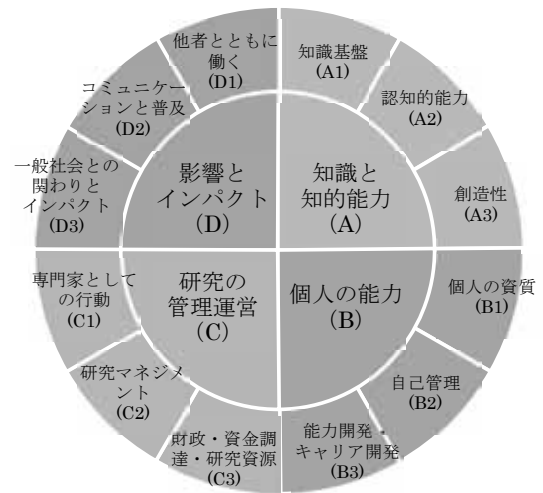 他者とともに
働く
(D1)
知識基盤
(A1)
コミュニケー
ションと普及
(D2)
認知的能力
(A2)
一般社会との
関わりと
インパクト
(D3)
影響と
インパクト
(D)
知識と
知的能力
(A)
創造性
(A3)
専門家として
の行動
(C1)
研究の
管理運営
(C)
個人の能力
(B)
個人の資質
(B1)
研究マネジメ
ント
(C2)
自己管理
(B2)
財政・資金調
達・研究資源
(C3)
能力開発・
キャリア開発
(B3)